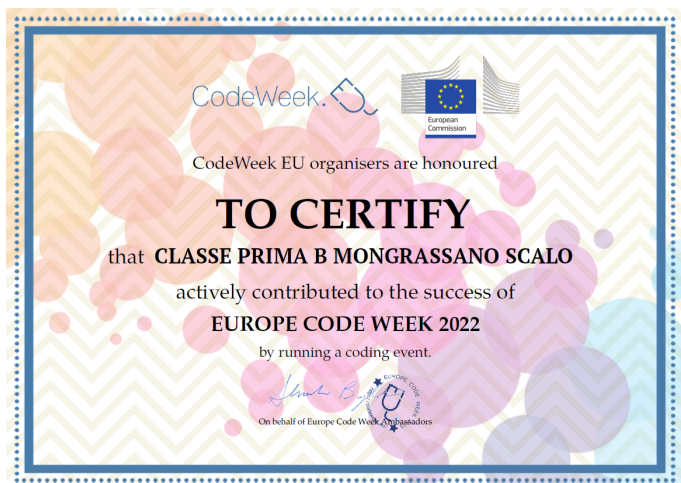 CodeWeek.EU
European
Commission
CodeWeek EU organisers are honoured
TO CERTIFY
that CLASSE PRIMA B MONGRASSANO SCALO
actively contributed to the success of
EUROPE CODE WEEK 2022
by running a coding event.
EUROPE CODE WEEK
On behalf of Europe Code Week Ambassadors